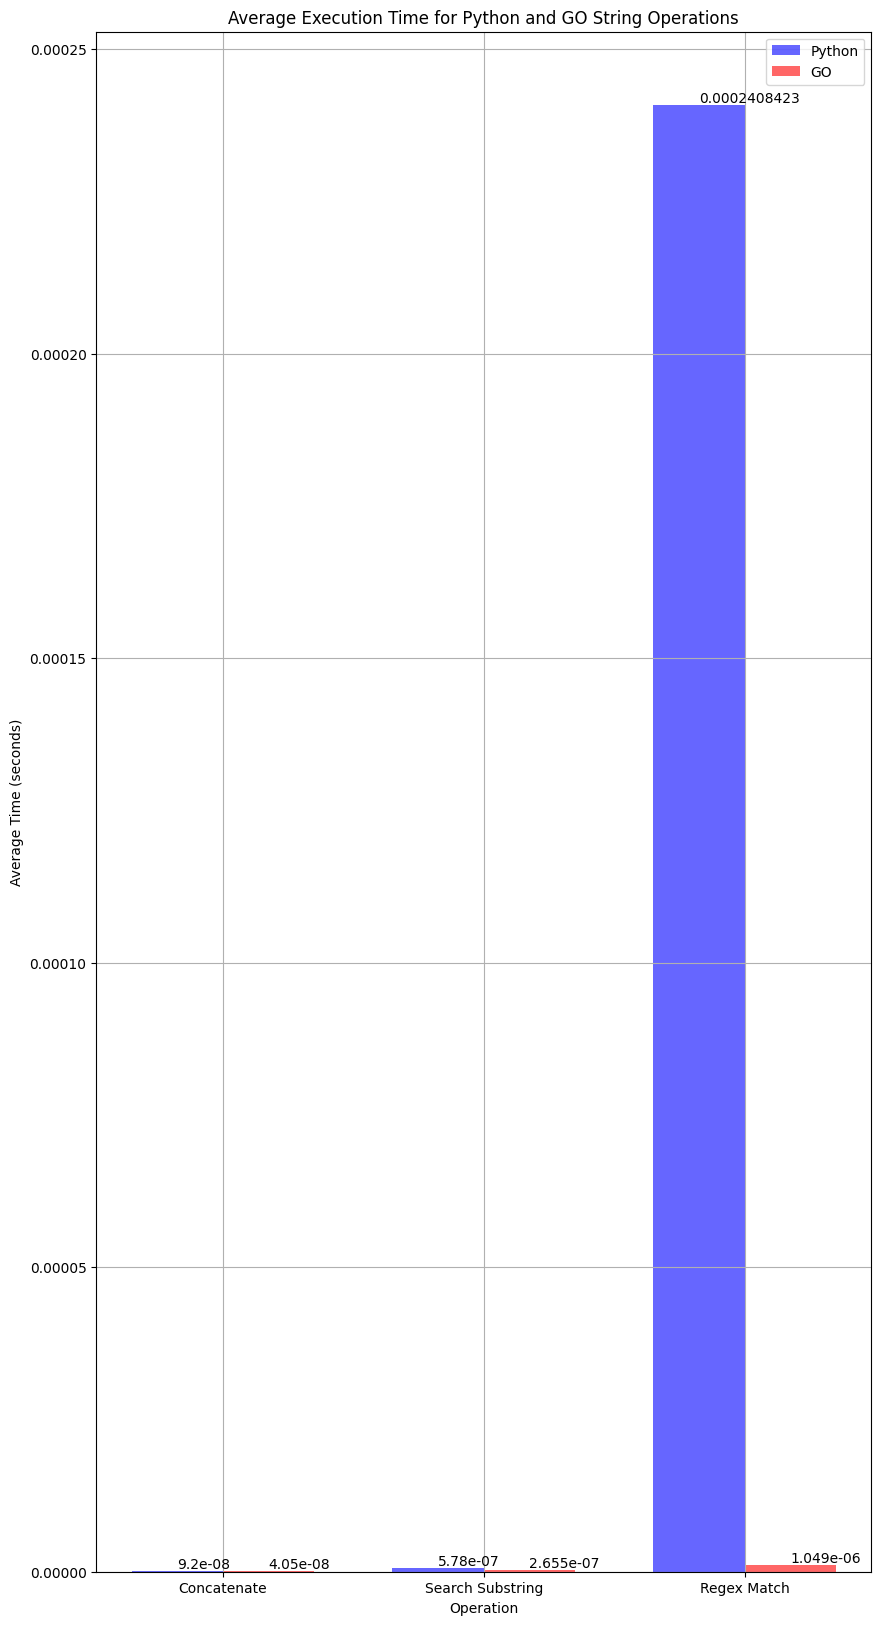 Average Execution Time for Python and GO String Operations
Python
GO
0.00025
0.00020
0.00015
0.00010
0.00005
0.00000
Average Time (seconds)
0.0002408423
9.2e-08
4.05e-08
5.78e-07
2.655e-07
1.049e-06
Concatenate
Search Substring
Regex Match
Operation